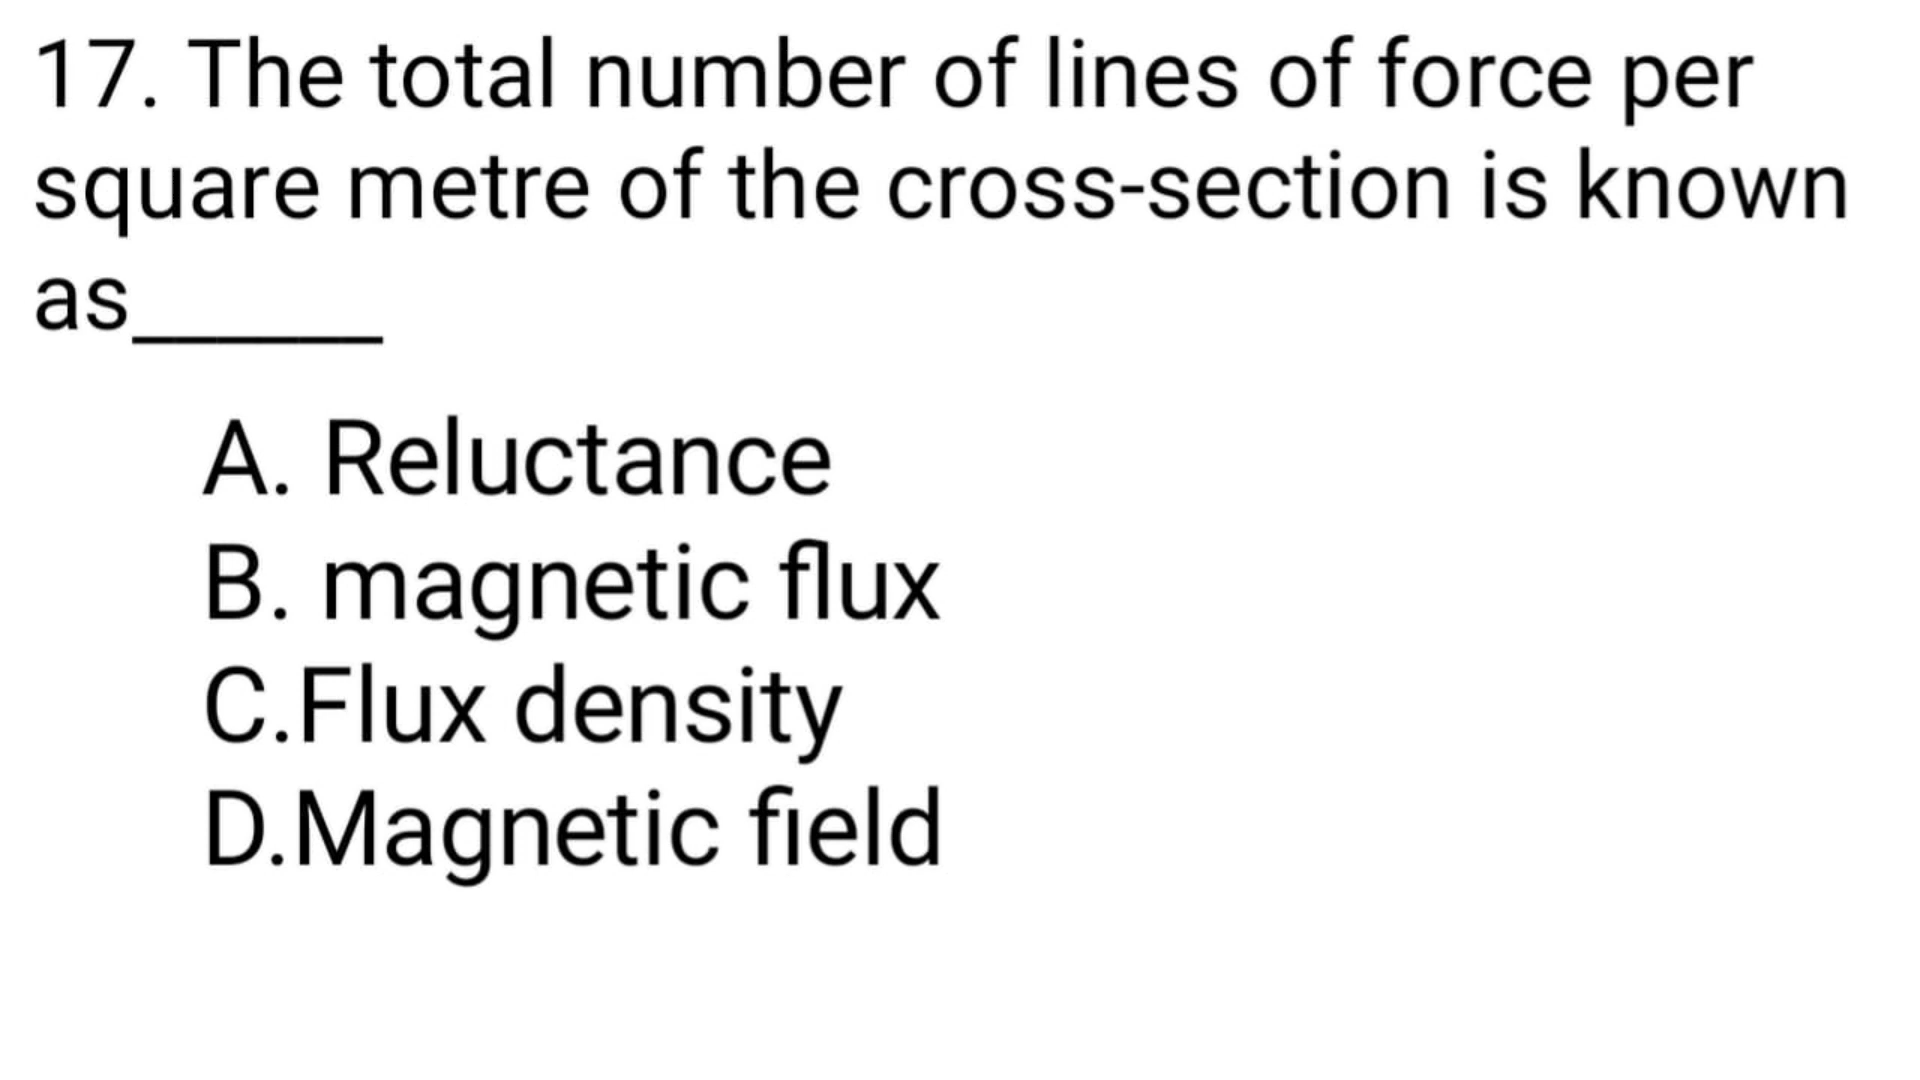 17. The total number of lines of force per
square metre of the cross-section is known
as______
A. Reluctance
B. magnetic flux
C.Flux density
D.Magnetic field